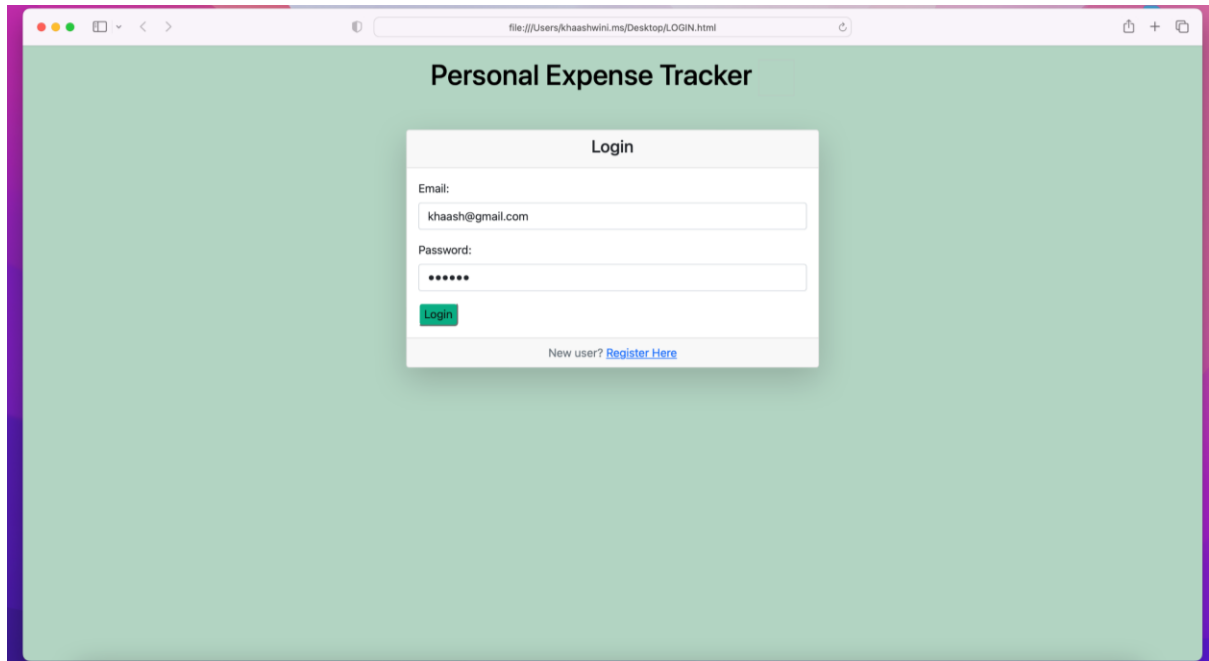 file:///Users/khaashwini.ms/Desktop/LOGIN.html
Personal Expense Tracker
Login
Email:
khaash@gmail.com
Password:
••••••
Login
New user? Register Here